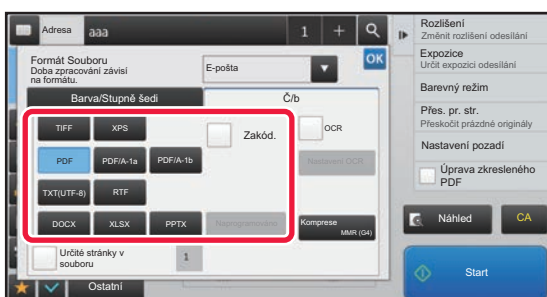 Adresa
aaa
1
Formát Souboru
Doba zpracování závisí
na formátu.
E-pošta
OK
Barva/Stupně šedi
Č/b
TIFF
XPS
Zakód.
OCR
PDF
PDF/A-1a
PDF/A-1b
Nastavení OCR
TXT(UTF-8)
RTF
DOCX
XLSX
PPTX
Naprogramováno
Komprese
MMR (G4)
Určité
stránky v
souboru
1
Ostatní
Rozlišení
Změnit rozlišení odesílání
Expozice
Určit expozici odesílání
Barevný režim
Přes. pr. str.
Přeskočit prázdné originály
Nastavení pozadí
Úprava zkresleného
PDF
Náhled
CA
Start